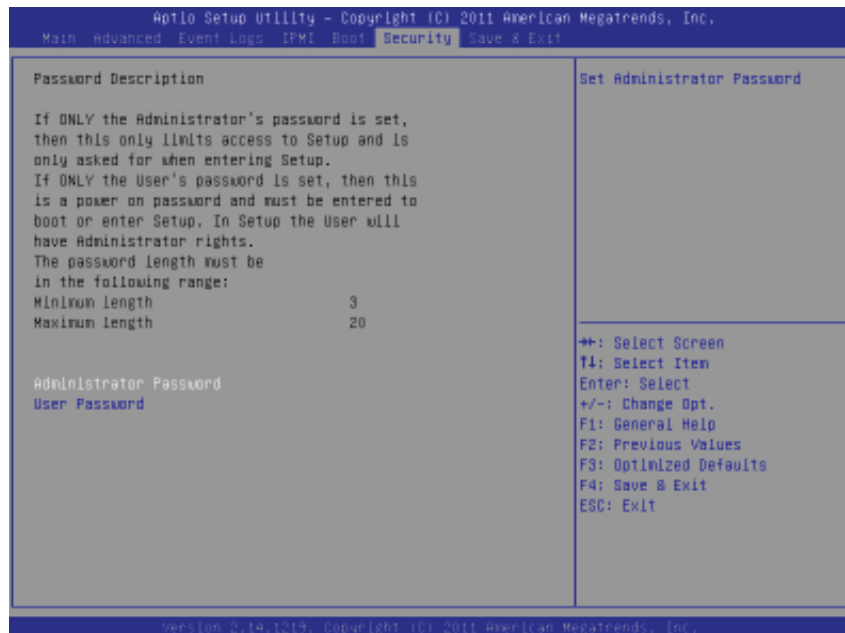 Aptio Setup Utility – Copyright (C) 2011 American Megatrends, Inc.
Main Advanced Event Logs IPMI Boot Security Save & Exit
Password Description
If ONLY the Administrator's password is set,
then this only limits access to Setup and is
only asked for when entering Setup.
If ONLY the User's password is set, then this
is a power on password and must be entered to
boot or enter Setup. In Setup the User will
have Administrator rights.
The password length must be
in the following range:
Minimum length 3
Maximum length 20
Administrator Password
User Password
Set Administrator Password
→←: Select Screen
↑↓: Select Item
Enter: Select
+/-: Change Opt.
F1: General Help
F2: Previous Values
F3: Optimized Defaults
F4: Save & Exit
ESC: Exit
Version 2.14.1219. Copyright (C) 2011 American Megatrends, Inc.